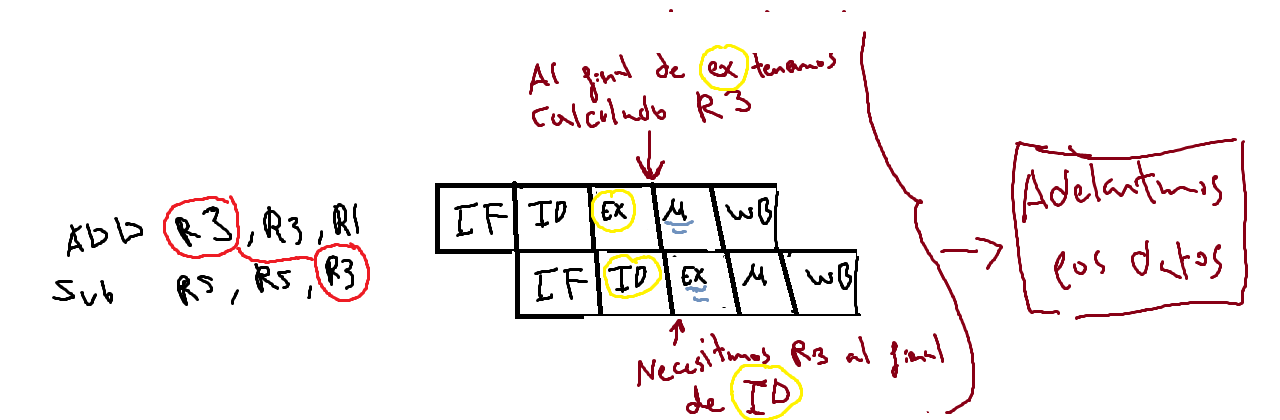 Al final de ex tenamos
Calculado R3
ADD R3, R3, R1
Sub R5, R5, R3
IF ID EX M WB
IF ID EX M WB
Necesitamos R3 al final
de ID
Adelantamos
los datos